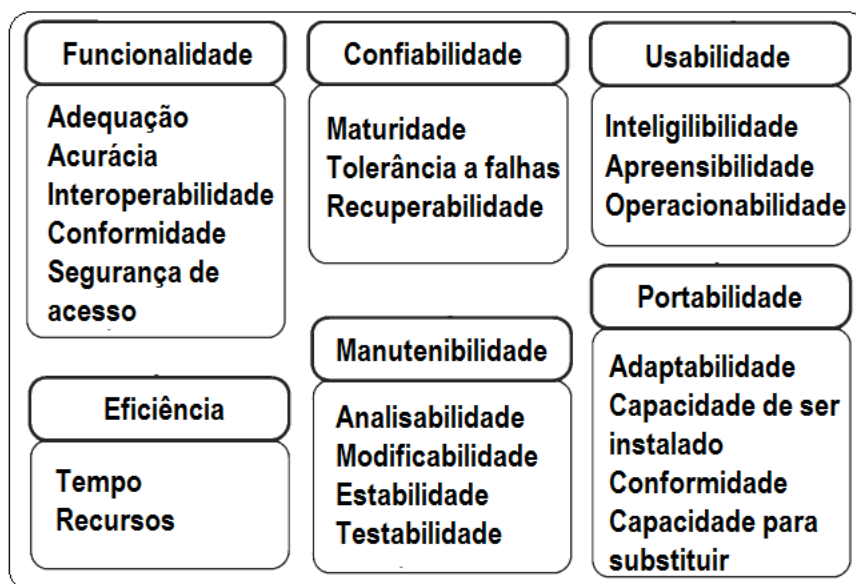 Funcionalidade
Adequação
Acurácia
Interoperabilidade
Conformidade
Segurança de
acesso
Confiabilidade
Maturidade
Tolerância a falhas
Recuperabilidade
Usabilidade
Inteligilibilidade
Apreensibilidade
Operacionabilidade
Eficiência
Tempo
Recursos
Manutenibilidade
Analisabilidade
Modificabilidade
Estabilidade
Testabilidade
Portabilidade
Adaptabilidade
Capacidade de ser
instalado
Conformidade
Capacidade para
substituir